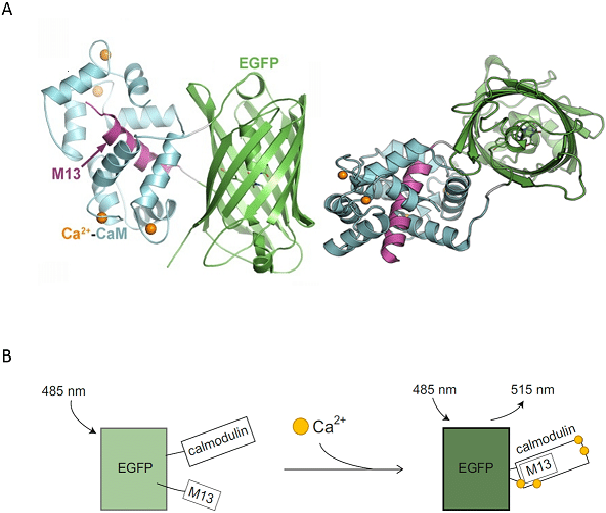 A
EGFP
M13
Ca2+-CaM
B
485 nm
EGFP
calmodulin
M13
Ca2+
485 nm
515 nm
EGFP
calmodulin
M13